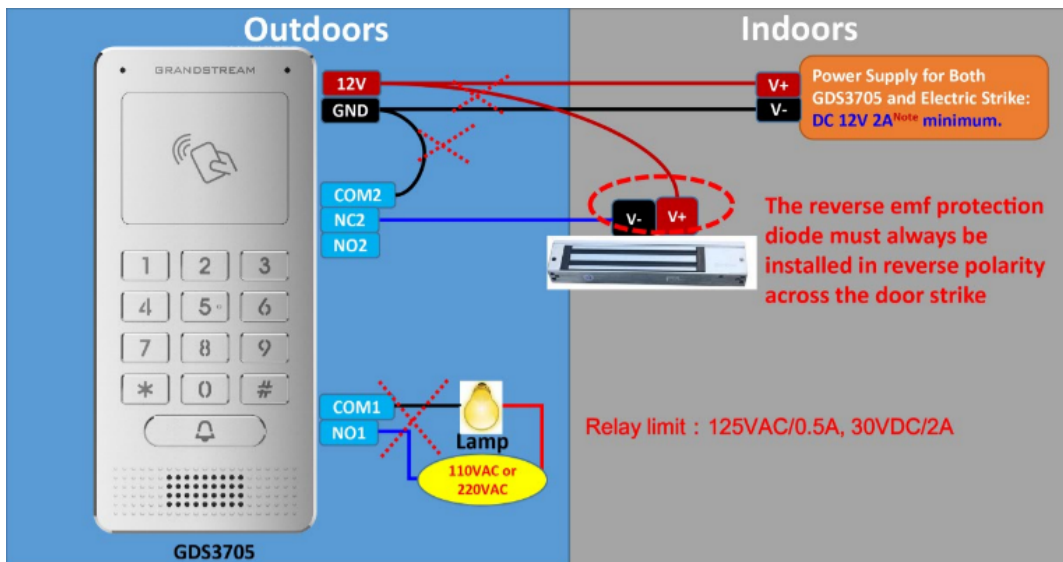 Outdoors
Indoors
GRANDSTREAM
12V
GND
V+
V-
Power Supply for Both
GDS3705 and Electric Strike:
DC 12V 2ANote minimum.
COM2
NC2
NO2
V-
V+
The reverse emf protection
diode must always be
installed in reverse polarity
across the door strike
1 2 3
4 5 6
7 8 9
* 0 #
COM1
NO1
Lamp
110VAC or
220VAC
Relay limit : 125VAC/0.5A, 30VDC/2A
GDS3705